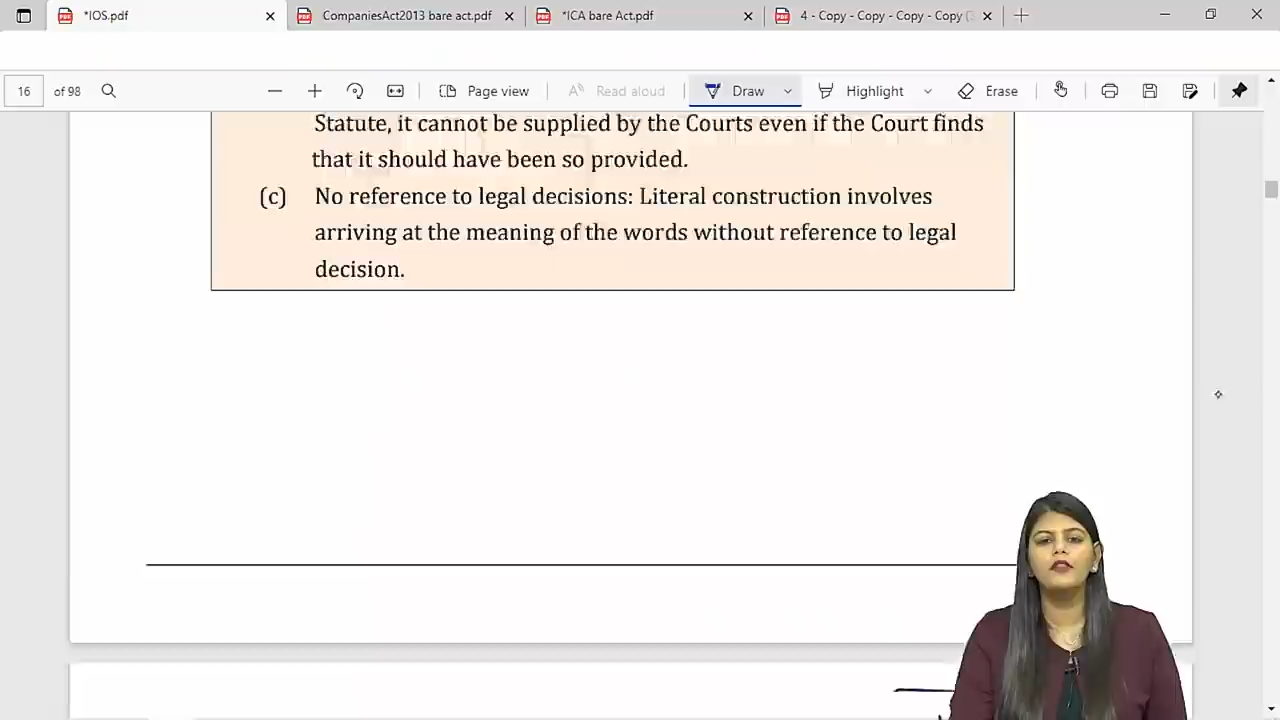 *IOS.pdf
CompaniesAct2013 bare act.pdf
*ICA bare Act.pdf
4 - Copy - Copy - Copy - Copy
16
of 98
Page view
Read aloud
Draw
Highlight
Erase
Statute, it cannot be supplied by the Courts even if the Court finds
that it should have been so provided.
(c) No reference to legal decisions: Literal construction involves
arriving at the meaning of the words without reference to legal
decision.